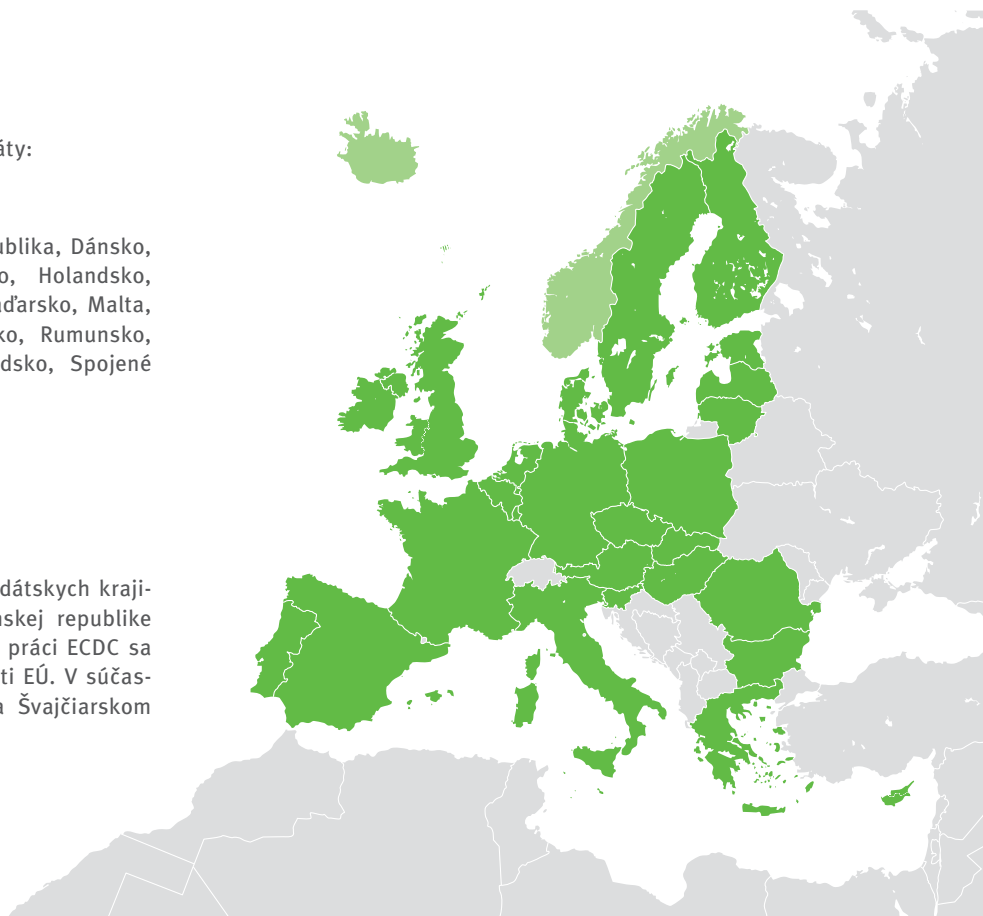 áty:
ublika, Dánsko,
o, Holandsko,
aďarsko, Malta,
ko, Rumunsko,
dsko, Spojené
dátskych kraji-
nskej republike
práci ECDC sa
ti EÚ. V súčas-
a Švajčiarskom